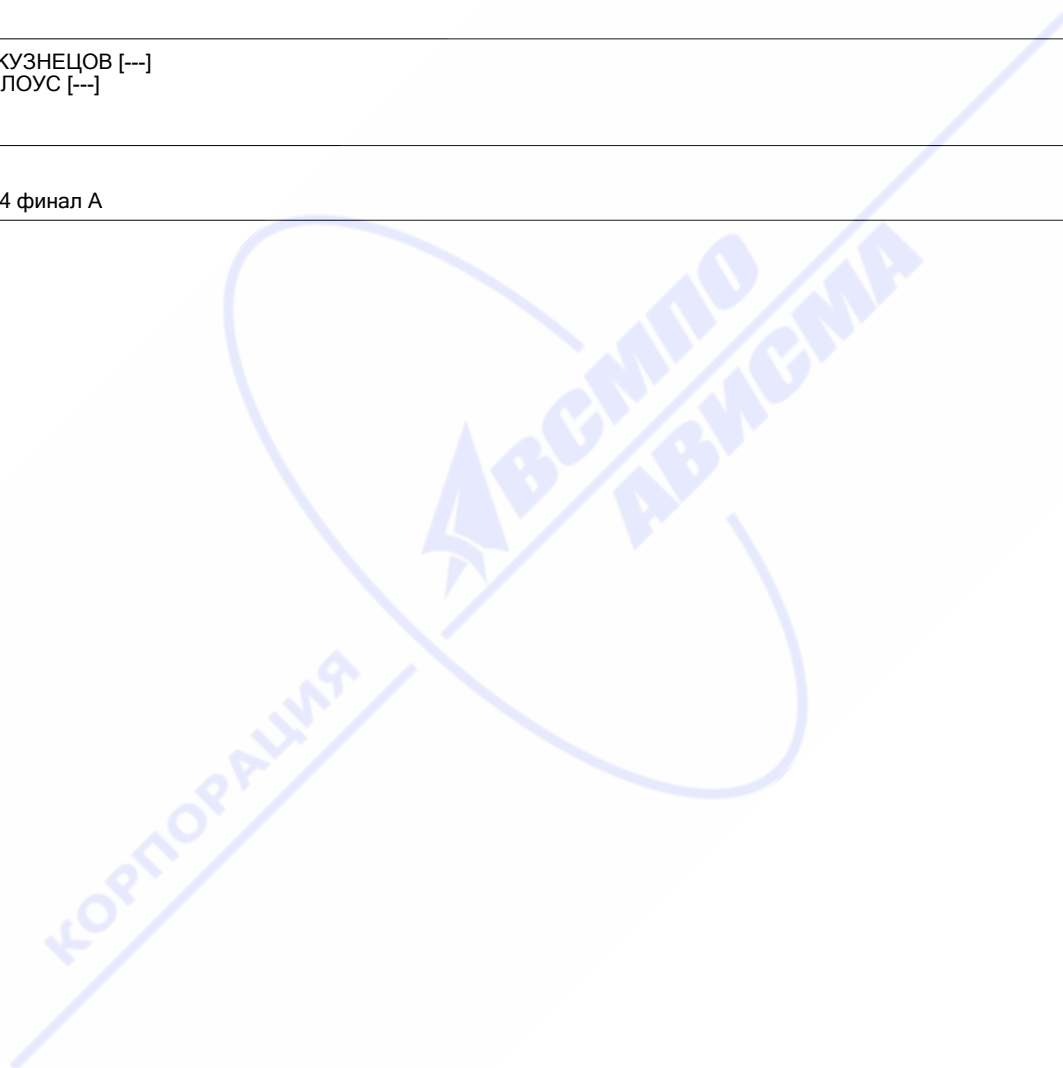 КУЗНЕЦОВ [---]
ЛОУС [---]
4 финал А
ВСМПО
АВИСМА
КОРПОРАЦИЯ